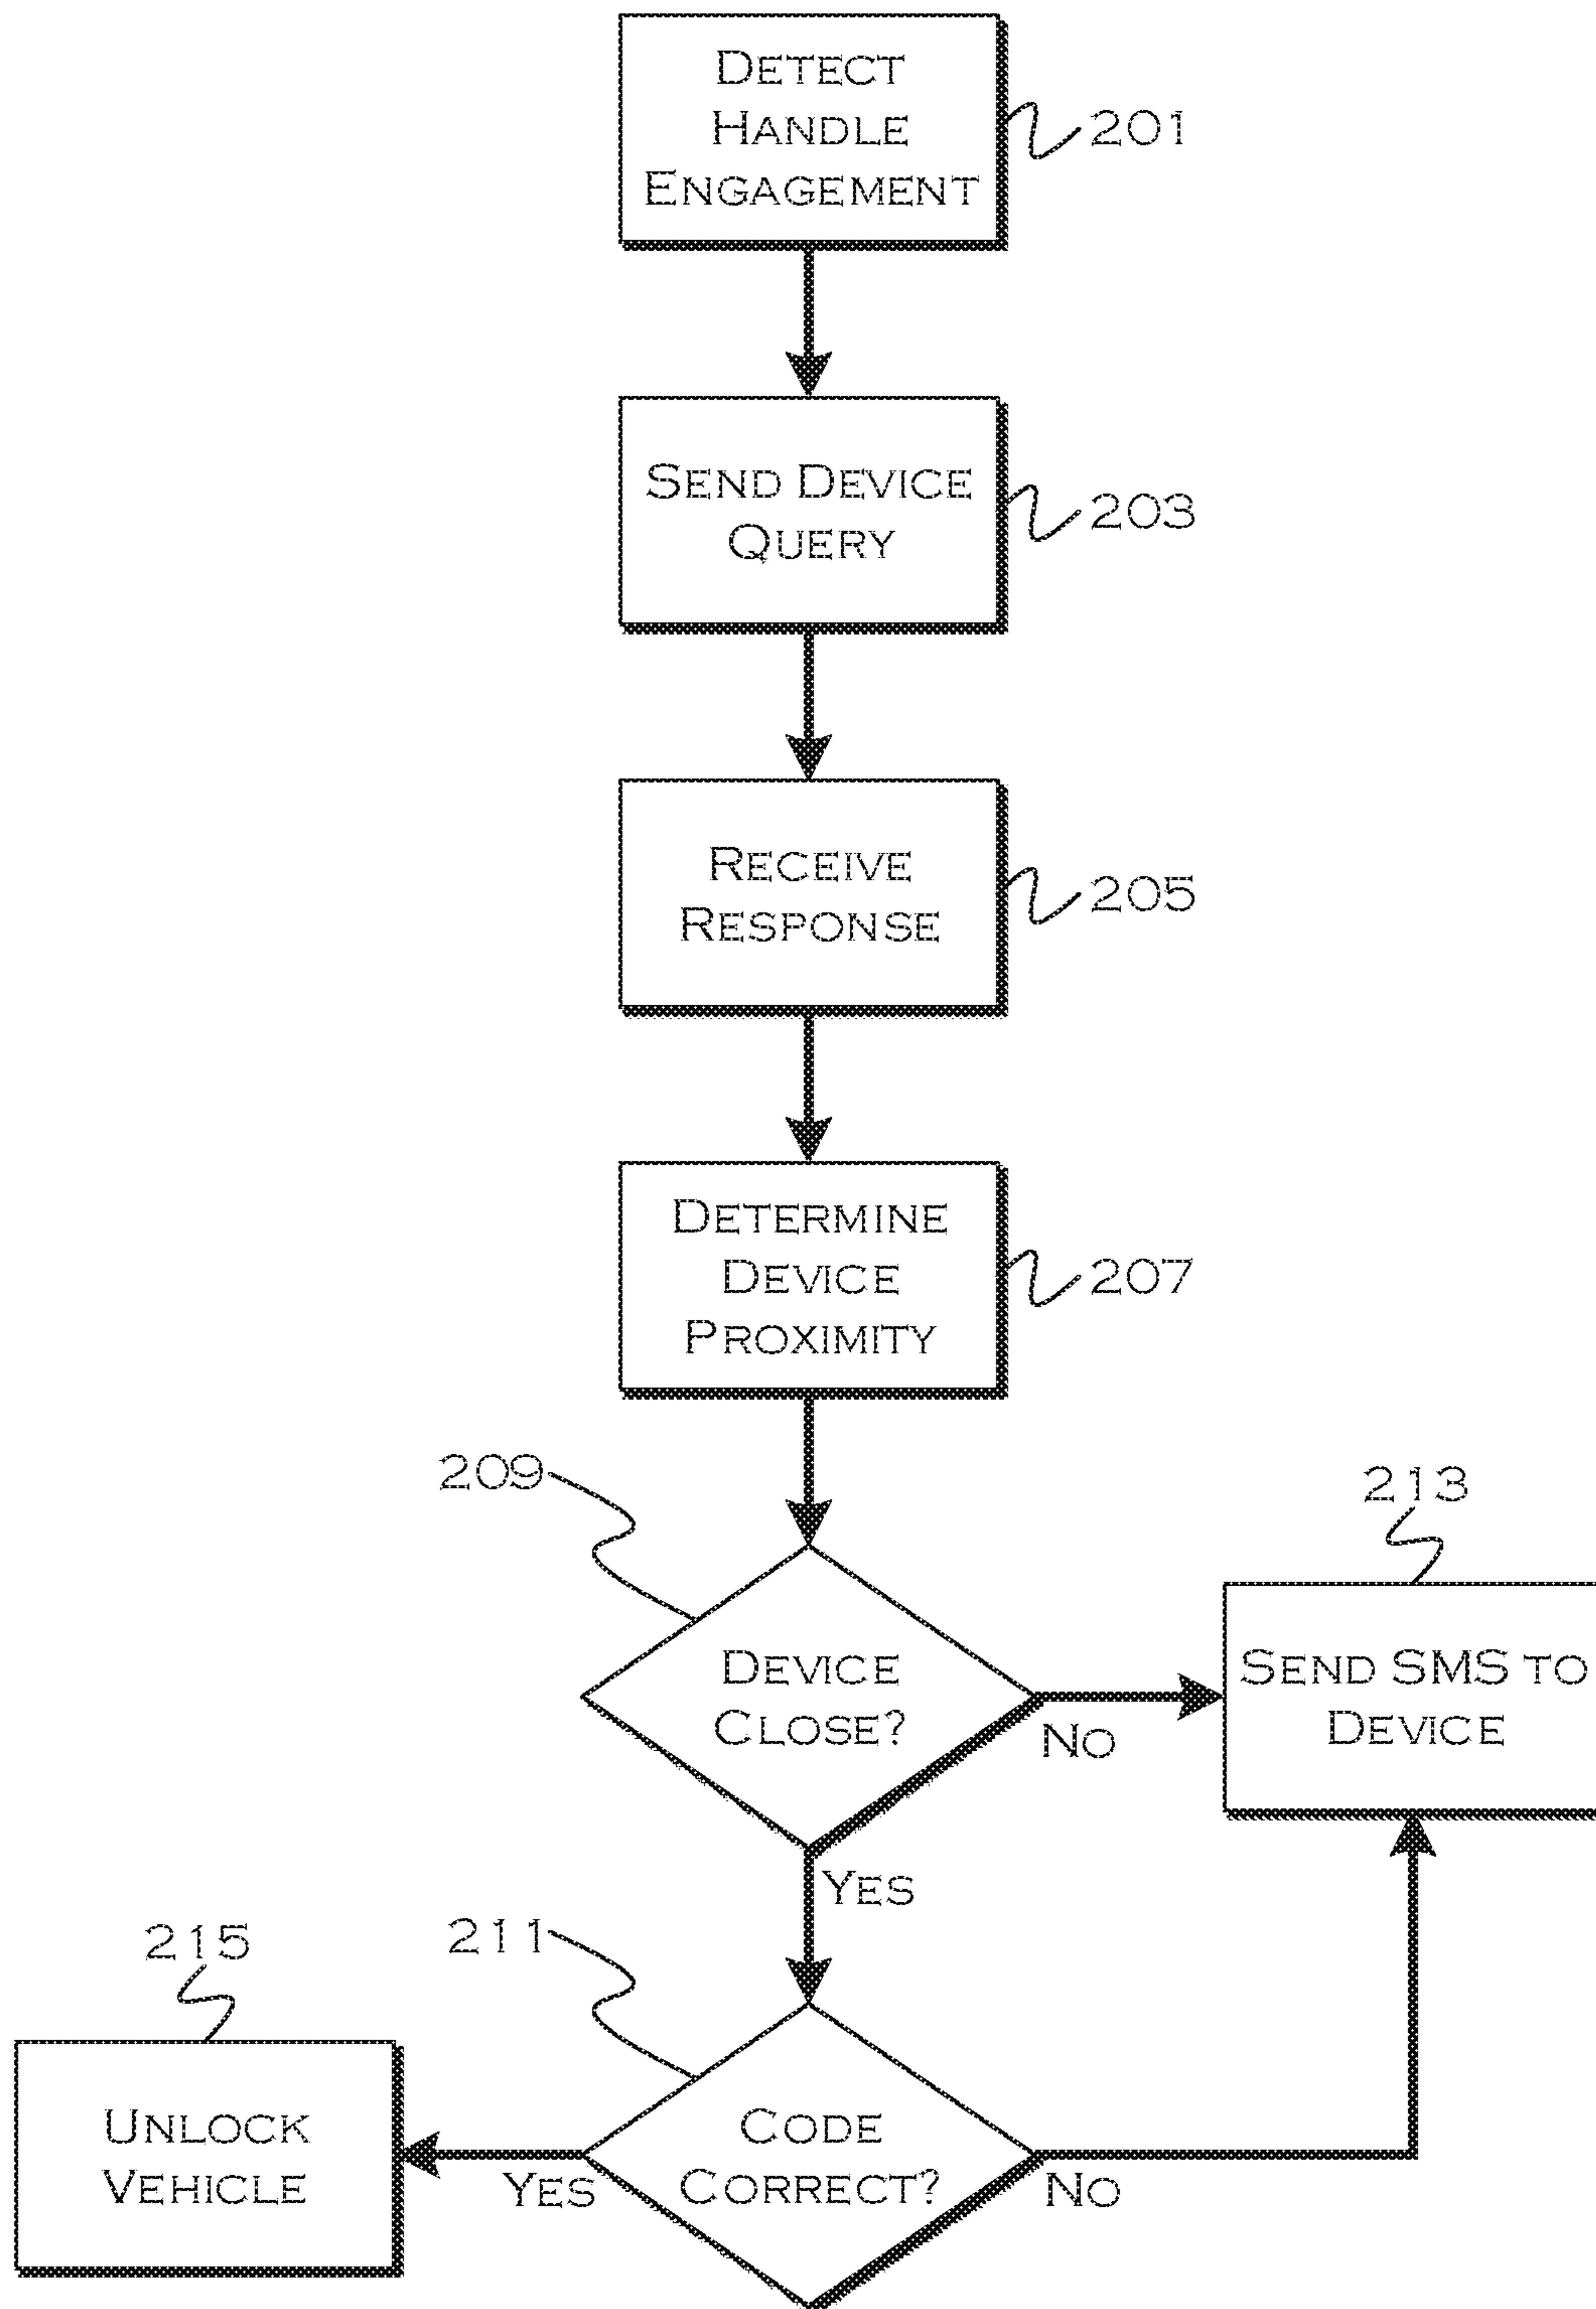 DETECT
HANDLE
ENGAGEMENT
201
SEND DEVICE
QUERY
203
RECEIVE
RESPONSE
205
DETERMINE
DEVICE
PROXIMITY
207
209
213
DEVICE
CLOSE?
NO
SEND SMS TO
DEVICE
YES
215
211
UNLOCK
VEHICLE
YES
CODE
CORRECT?
NO